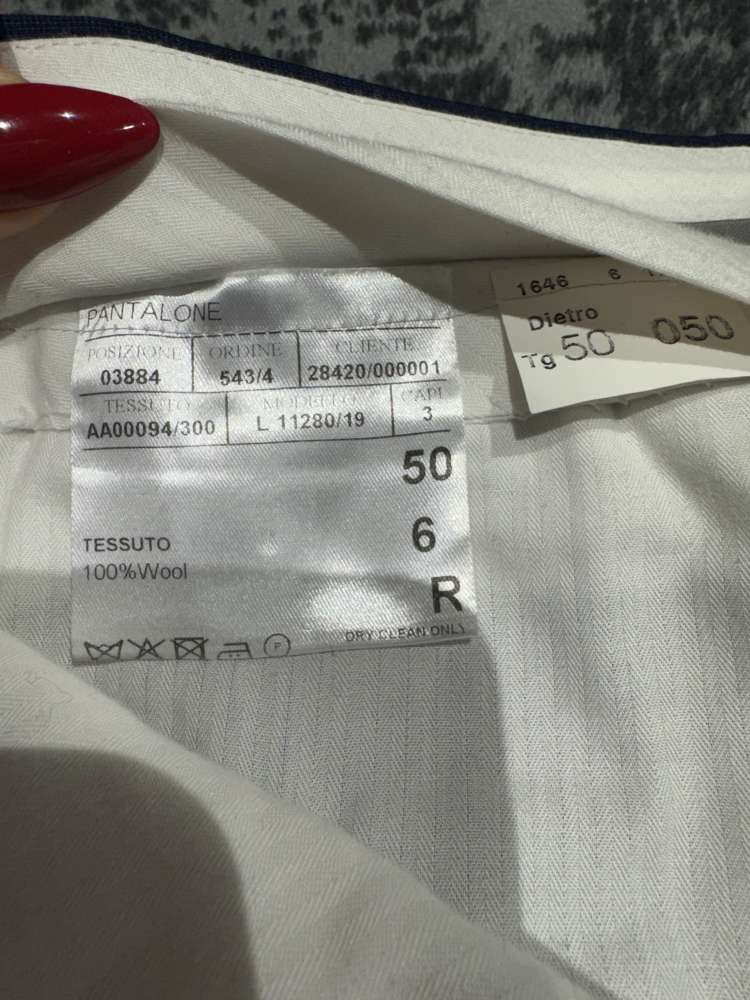 PANTALONE
POSIZIONE ORDINE CLIENTE
03884 543/4 28420/000001
TESSUTO MODELLO CAPI
AA00094/300 L 11280/19 3
50
6
TESSUTO
100%Wool
R
DRY CLEAN ONLY
P
1646 6
Dietro
Tg 50 050